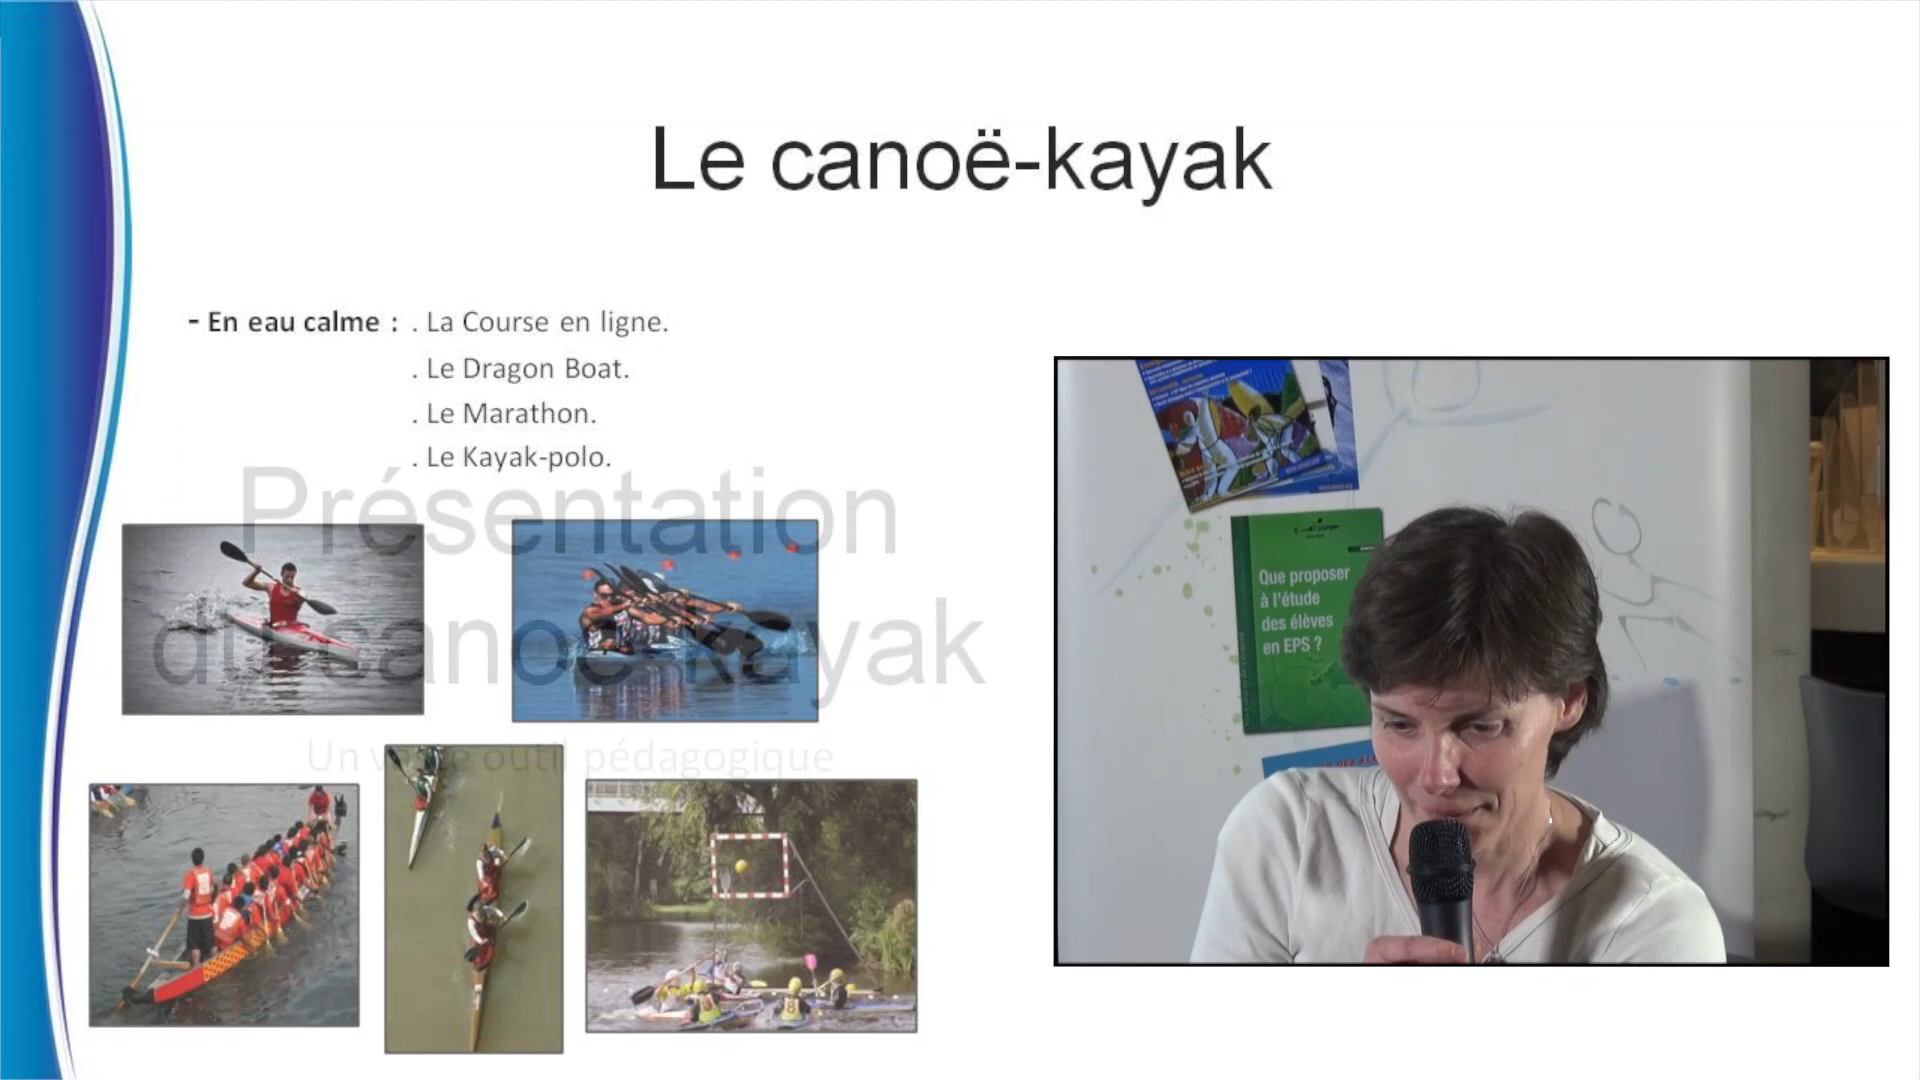 Le canoë-kayak
- En eau calme : . La Course en ligne.
. Le Dragon Boat.
. Le Marathon.
. Le Kayak-polo.
Présentation
du canoë-kayak
Un vaste outil pédagogique
Que proposer
à l'étude
des élèves
en EPS ?